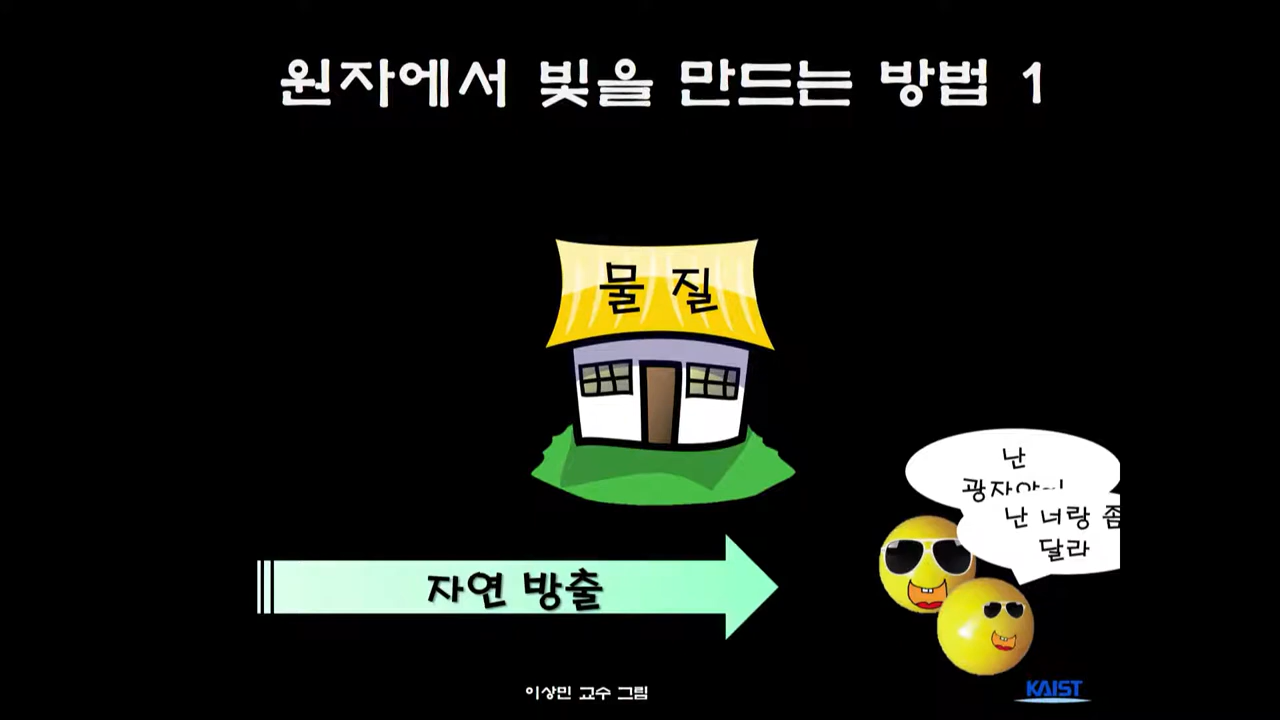 원자에서 빛을 만드는 방법 1
물 질
난
난 너랑 좀
달라
자연 방출
이상민 교수 그림
KAIST